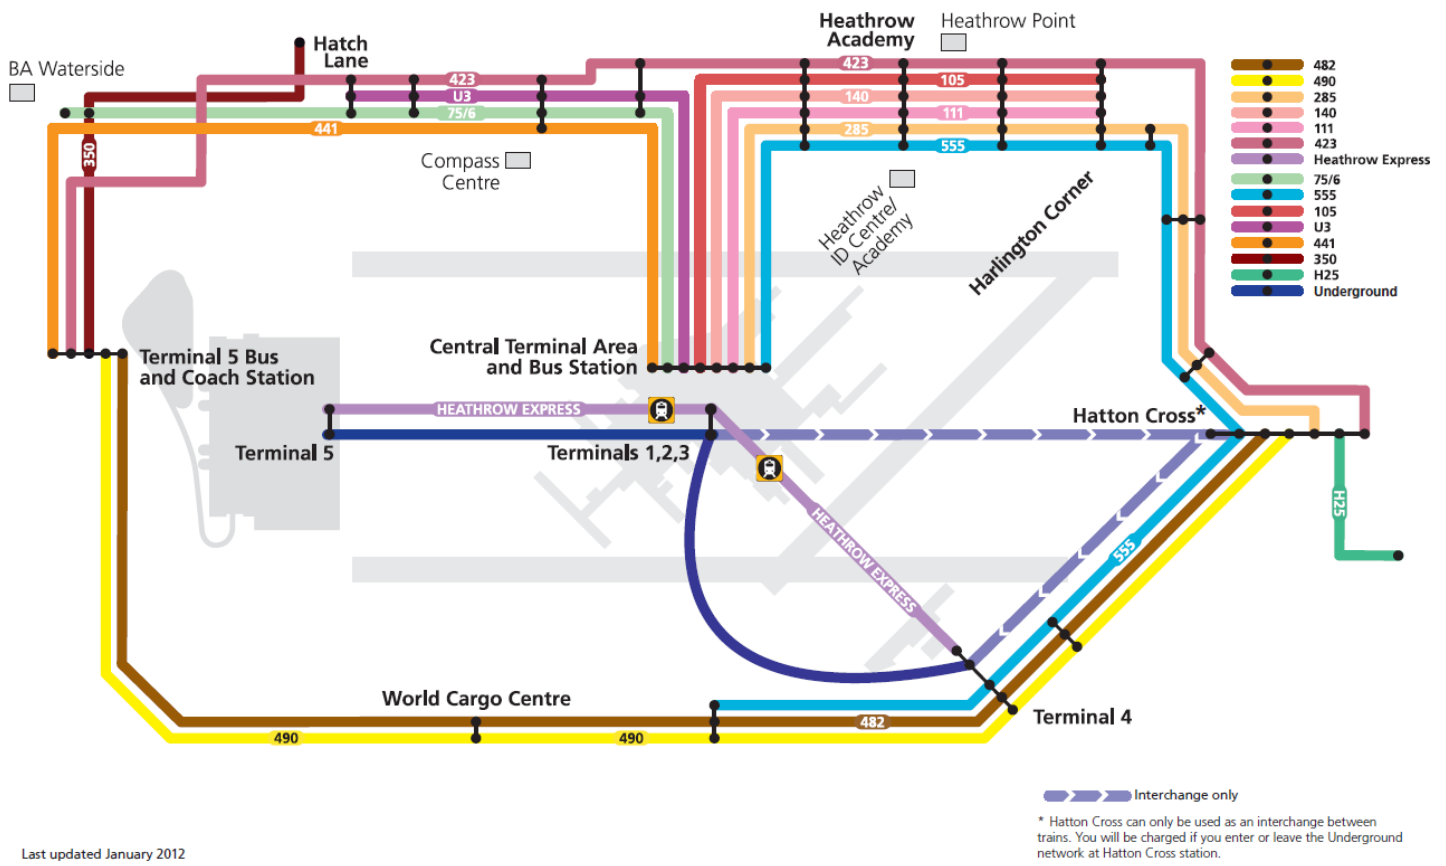 Heathrow
Academy
Heathrow Point
Hatch
Lane
BA Waterside
423
U3
75/6
441
350
423
105
140
111
285
555
Compass
Centre
Heathrow
ID Centre/
Academy
Harlington Corner
482
490
285
140
111
423
Heathrow Express
75/6
555
105
U3
441
350
H25
Underground
Terminal 5 Bus
and Coach Station
Central Terminal Area
and Bus Station
HEATHROW EXPRESS
Hatton Cross*
Terminal 5
Terminals 1,2,3
HEATHROW EXPRESS
H25
555
World Cargo Centre
Terminal 4
482
490
490
Interchange only
* Hatton Cross can only be used as an interchange between
trains. You will be charged if you enter or leave the Underground
network at Hatton Cross station.
Last updated January 2012